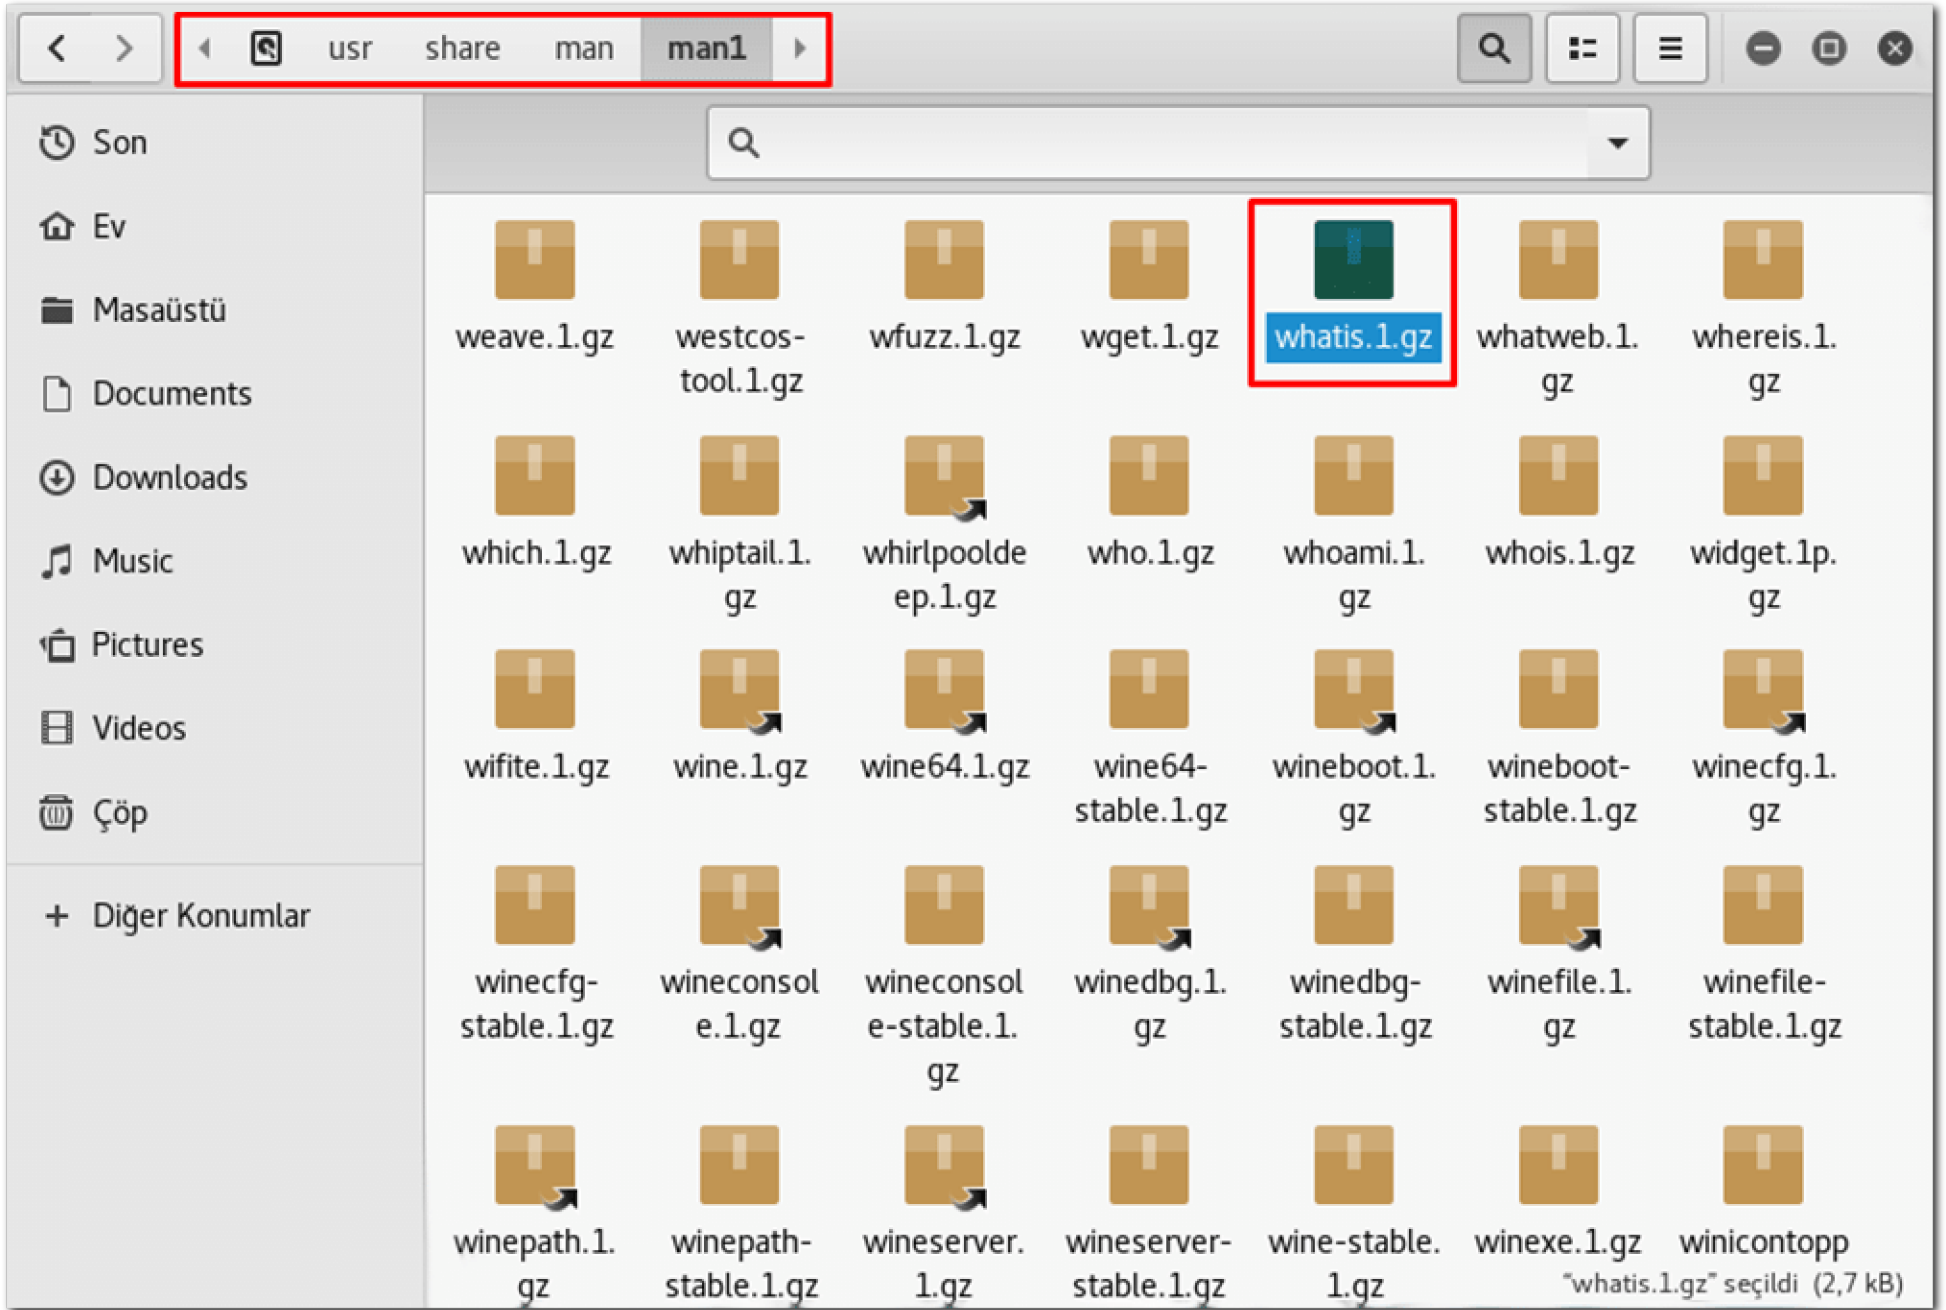 usr share man man1
Son
Ev
Masaüstü
Documents
Downloads
Music
Pictures
Videos
Çöp
+ Diğer Konumlar
weave.1.gz
westcos-
tool.1.gz
wfuzz.1.gz
wget.1.gz
whatis.1.gz
whatweb.1.
gz
whereis.1.
gz
which.1.gz
whiptail.1.
gz
whirlpoolde
ep.1.gz
who.1.gz
whoami.1.
gz
whois.1.gz
widget.1p.
gz
wifite.1.gz
wine.1.gz
wine64.1.gz
wine64-
stable.1.gz
wineboot.1.
gz
wineboot-
stable.1.gz
winecfg.1.
gz
winecfg-
stable.1.gz
wineconsol
e.1.gz
wineconsol
e-stable.1.
gz
winedbg.1.
gz
winedbg-
stable.1.gz
winefile.1.
gz
winefile-
stable.1.gz
winepath.1.
gz
winepath-
stable.1.gz
wineserver.
1.gz
wineserver-
stable.1.gz
wine-stable.
1.gz
winexe.1.gz
winicontopp
“whatis.1.gz” seçildi (2,7 kB)